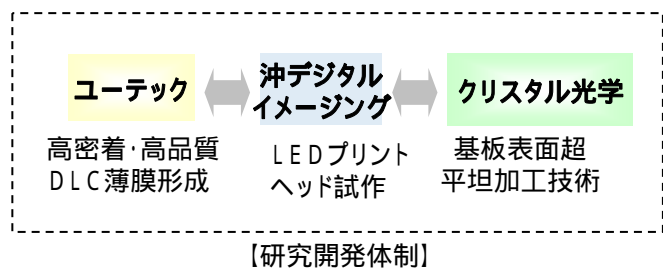 ユーテック
沖デジタル
イメージング
クリスタル光学
高密着･高品質
DLC薄膜形成
LEDプリント
ヘッド試作
基板表面超
平坦加工技術
【研究開発体制】